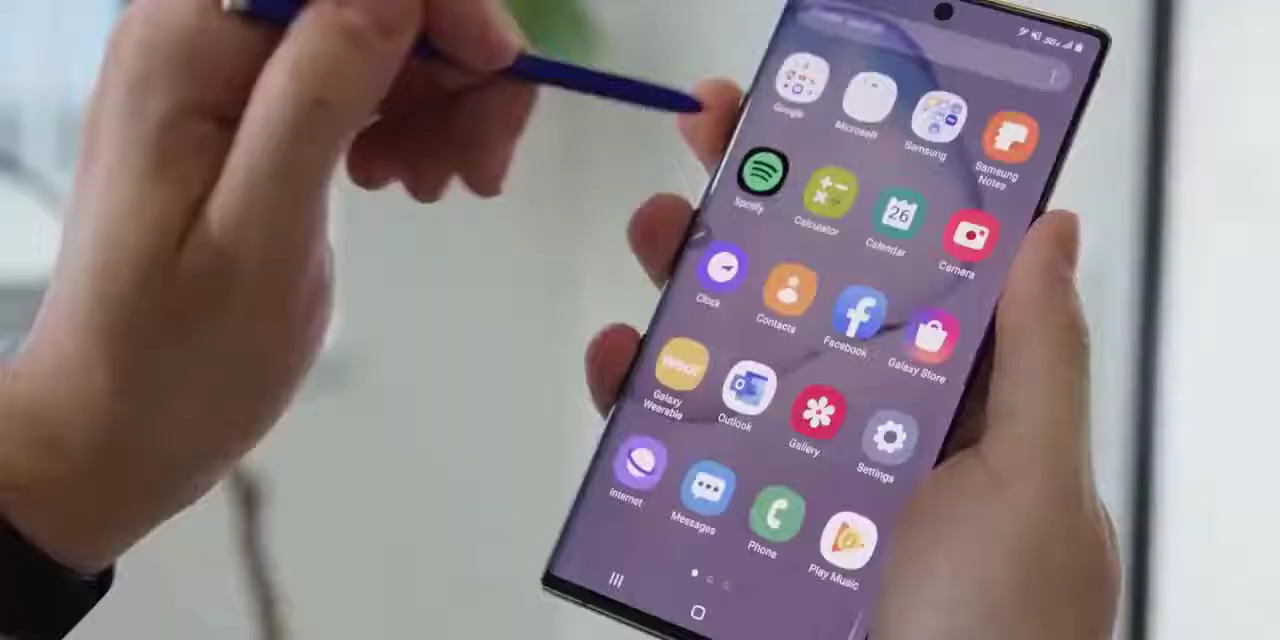 Google
Microsoft
Samsung
Samsung
Notes
Spotify
Calculator
26
Calendar
Camera
Clock
Contacts
Facebook
Galaxy Store
Galaxy
Wearable
Outlook
Gallery
Settings
Internet
Messages
Phone
Play Music